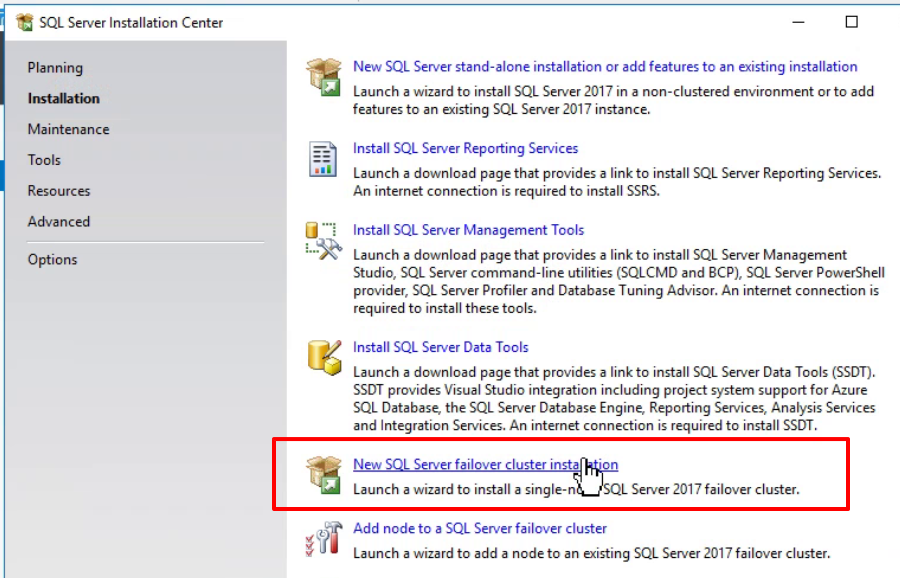 SQL Server Installation Center
Planning
Installation
Maintenance
Tools
Resources
Advanced
Options
New SQL Server stand-alone installation or add features to an existing installation
Launch a wizard to install SQL Server 2017 in a non-clustered environment or to add
features to an existing SQL Server 2017 instance.
Install SQL Server Reporting Services
Launch a download page that provides a link to install SQL Server Reporting Services.
An internet connection is required to install SSRS.
Install SQL Server Management Tools
Launch a download page that provides a link to install SQL Server Management
Studio, SQL Server command-line utilities (SQLCMD and BCP), SQL Server PowerShell
provider, SQL Server Profiler and Database Tuning Advisor. An internet connection is
required to install these tools.
Install SQL Server Data Tools
Launch a download page that provides a link to install SQL Server Data Tools (SSDT).
SSDT provides Visual Studio integration including project system support for Azure
SQL Database, the SQL Server Database Engine, Reporting Services, Analysis Services
and Integration Services. An internet connection is required to install SSDT.
New SQL Server failover cluster installation
Launch a wizard to install a single-node SQL Server 2017 failover cluster.
Add node to a SQL Server failover cluster
Launch a wizard to add a node to an existing SQL Server 2017 failover cluster.